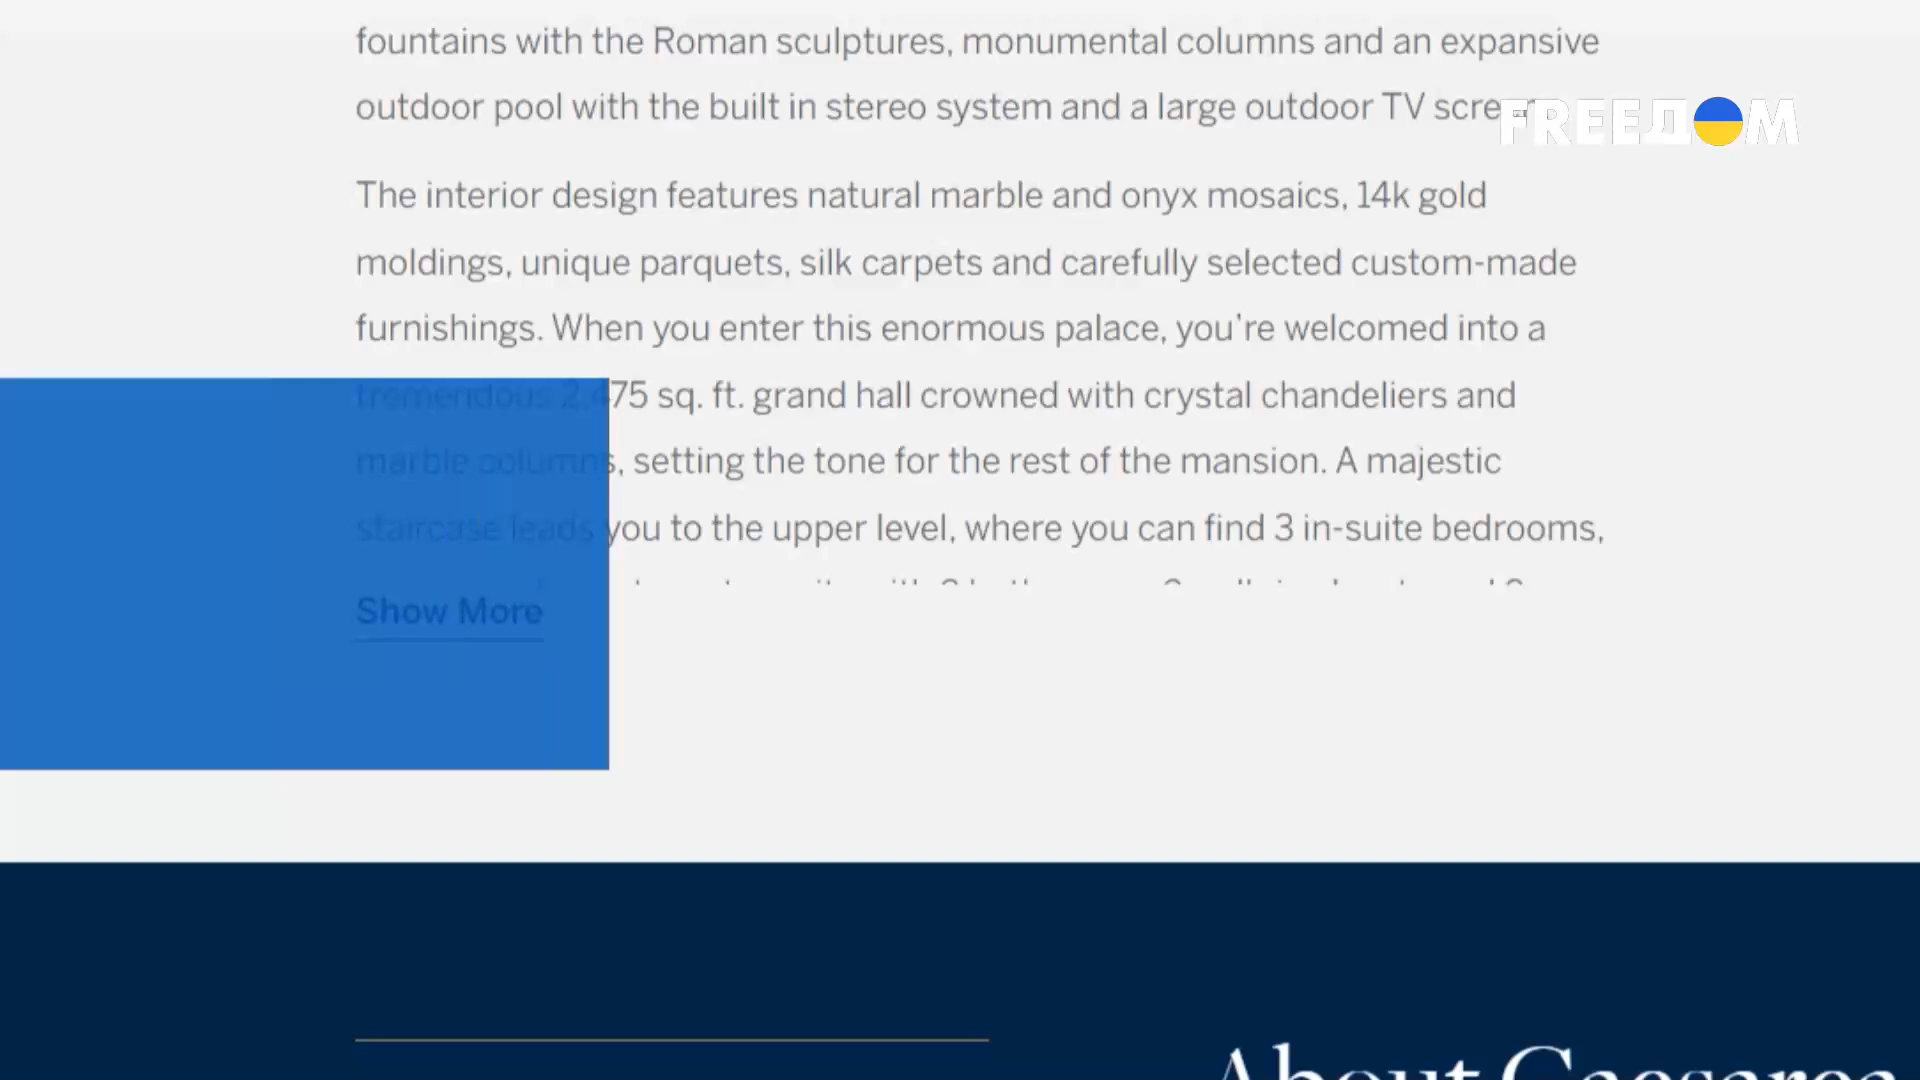 fountains with the Roman sculptures, monumental columns and an expansive
outdoor pool with the built in stereo system and a large outdoor TV screen.
FREEДOM
The interior design features natural marble and onyx mosaics, 14k gold
moldings, unique parquets, silk carpets and carefully selected custom-made
furnishings. When you enter this enormous palace, you're welcomed into a
tremendous 2,475 sq. ft. grand hall crowned with crystal chandeliers and
marble columns, setting the tone for the rest of the mansion. A majestic
staircase leads you to the upper level, where you can find 3 in-suite bedrooms,
Show More
About Caesarea